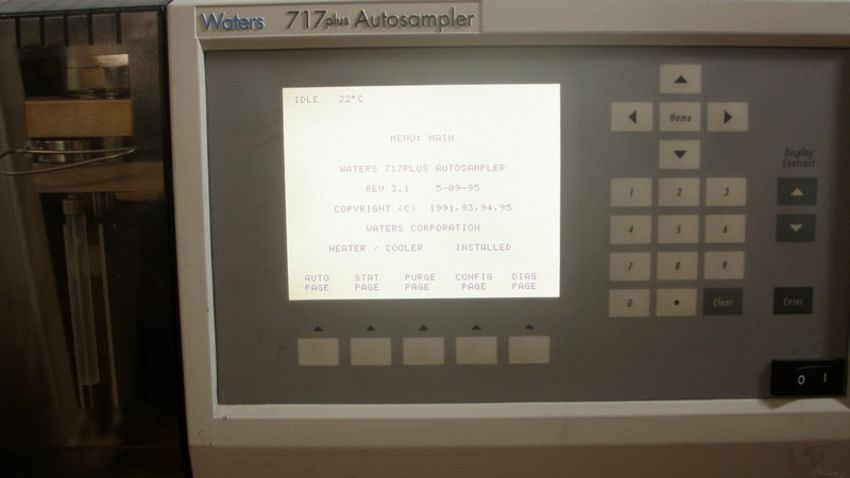 Waters 717plus Autosampler
IDLE 22°C
MENU: MAIN
WATERS 717PLUS AUTOSAMPLER
REV 3.1 5-09-95
COPYRIGHT (C) 1991,93,94,95
WATERS CORPORATION
HEATER / COOLER INSTALLED
AUTO STAT PURGE CONFIG DIAG
PAGE PAGE PAGE PAGE PAGE
Home
Display
Contrast
1 2 3
4 5 6
7 8 9
0 • Clear Enter
O I